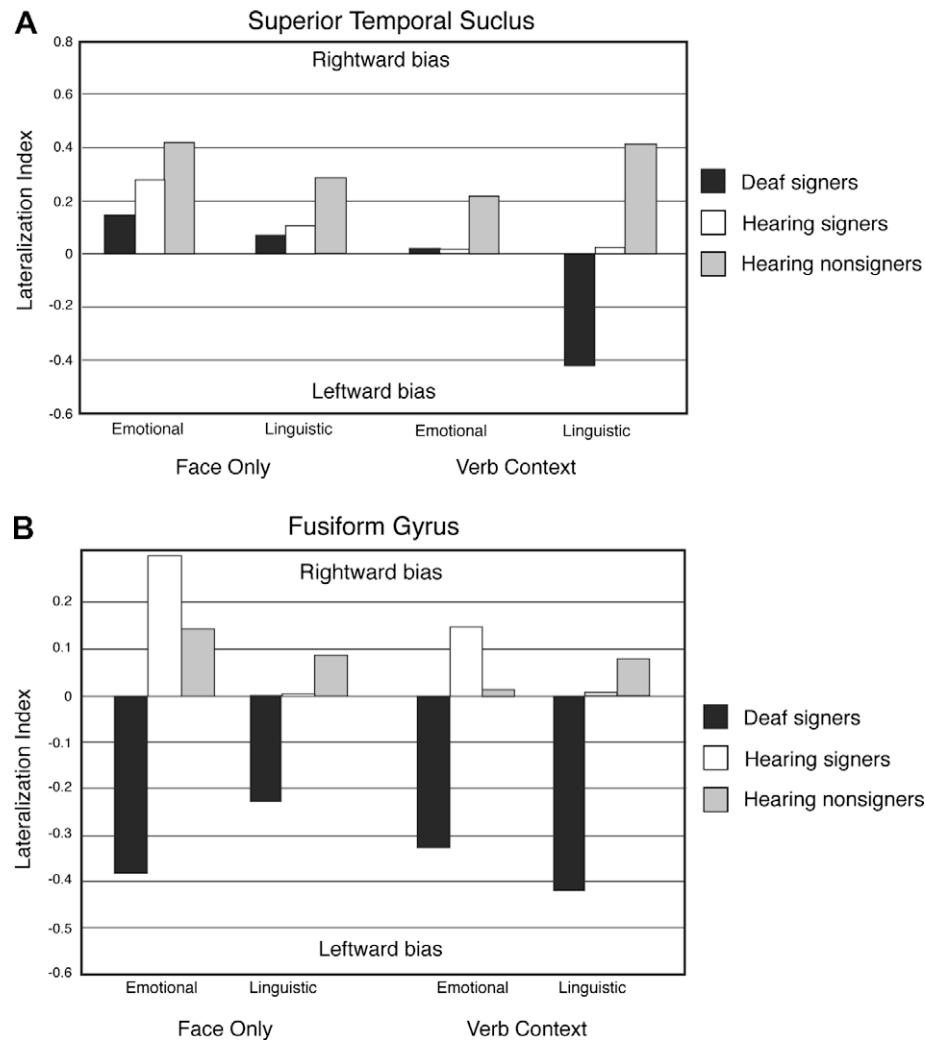 A
Superior Temporal Suclus
0.8
0.6
0.4
0.2
0
-0.2
-0.4
-0.6
Lateralization Index
Rightward bias
Leftward bias
Emotional Linguistic Emotional Linguistic
Face Only Verb Context
Deaf signers
Hearing signers
Hearing nonsigners
B
Fusiform Gyrus
0.2
0.1
0
-0.1
-0.2
-0.3
-0.4
-0.5
-0.6
Lateralization Index
Rightward bias
Leftward bias
Emotional Linguistic Emotional Linguistic
Face Only Verb Context
Deaf signers
Hearing signers
Hearing nonsigners